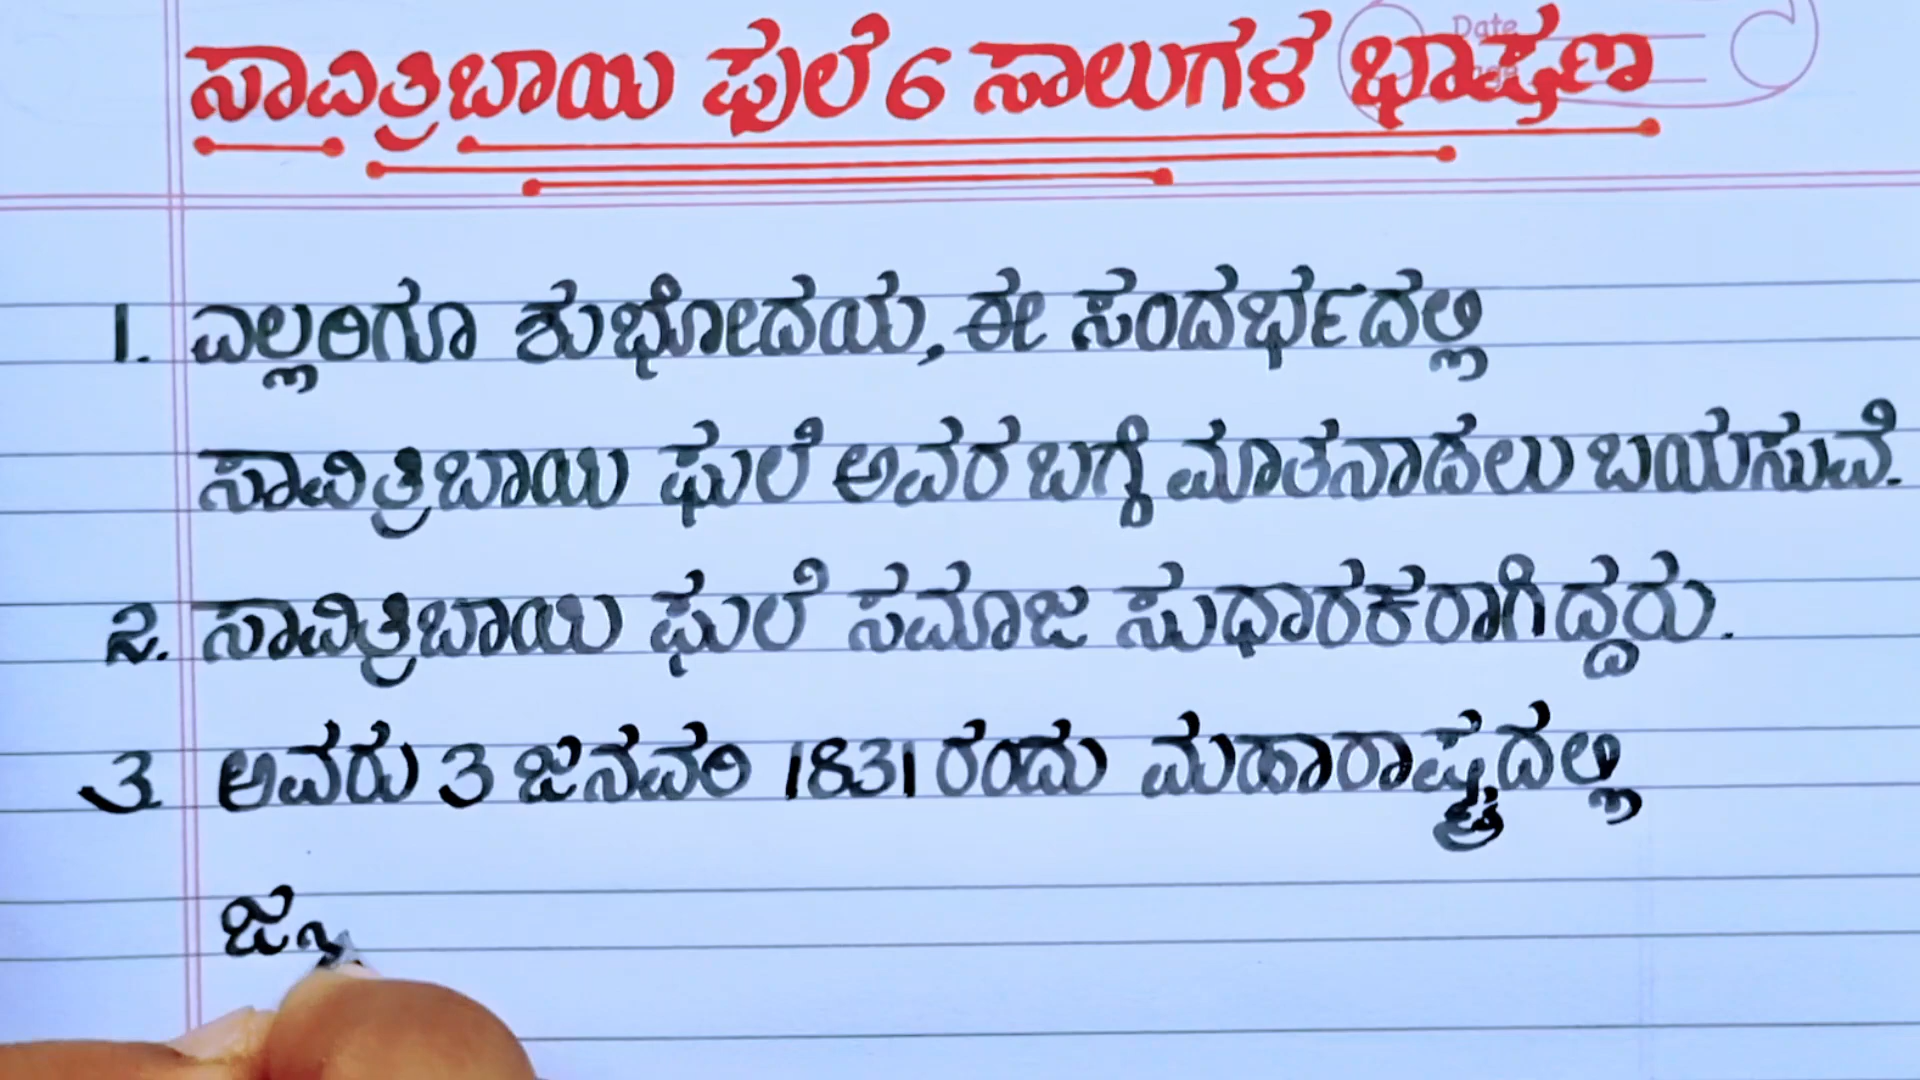 ಸಾವಿತ್ರಿಬಾಯಿ ಫುಲೆ 6 ಸಾಲುಗಳ ಭಾಷಣ
Date
1. ಎಲ್ಲರಿಗೂ ಶುಭೋದಯ, ಈ ಸಂದರ್ಭದಲ್ಲಿ
ಸಾವಿತ್ರಿಬಾಯಿ ಫುಲೆ ಅವರ ಬಗ್ಗೆ ಮಾತನಾಡಲು ಬಯಸುವೆ.
2. ಸಾವಿತ್ರಿಬಾಯಿ ಫುಲೆ ಸಮಾಜ ಸುಧಾರಕರಾಗಿದ್ದರು.
3. ಅವರು 3 ಜನವರಿ 1831 ರಂದು ಮಹಾರಾಷ್ಟ್ರದಲ್ಲಿ